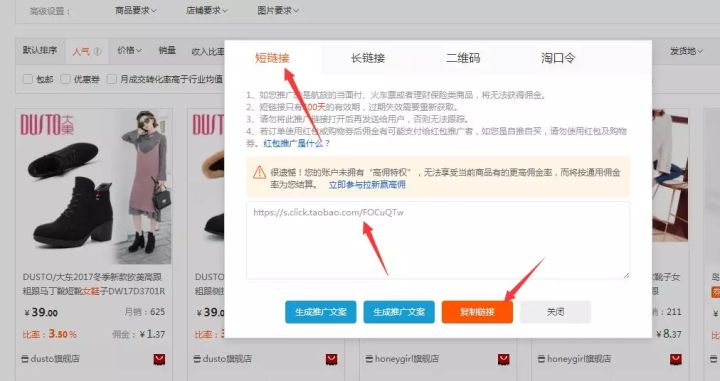 高级设置：
商品要求
店铺要求
图片要求
默认排序
人气
价格
销量
收入比率
发货地
包邮
优惠券
月成交转化率高于行业均值
短链接
长链接
二维码
淘口令
1、如您推广的是航旅的当面付、火车票或者理财保险类商品，将无法获得佣金。
2、短链接只有300天的有效期，过期失效需要重新获取。
3、请勿将此推广链接打开后再发送给用户，否则无法跟踪。
4、若订单使用红包或购物券后佣金有可能支付给红包推广者，如您是自推自买，请勿使用红包及购物
券。红包推广是什么？
很遗憾！您的账户未拥有“高佣特权”，无法享受当前商品有的更高佣金率，而将按通用佣金
率为您结算。 立即参与拉新赢高佣
https://s.click.taobao.com/FOCuQTw
生成推广文案
生成推广文案
复制链接
关闭
DUSTO 大東
DUSTO
DUSTO/大东2017冬季新款欧美高跟
粗跟马丁靴短靴女鞋子DW17D3701R
¥39.00
月销：625
比率：3.50 %
佣金：¥1.37
dusto旗舰店
DUSTO/大
粗跟侧拉
¥39.0
比率：3.5
dusto旗舰店
honeygirl旗舰店
靴子女
211
¥8.37
honeygirl旗舰店